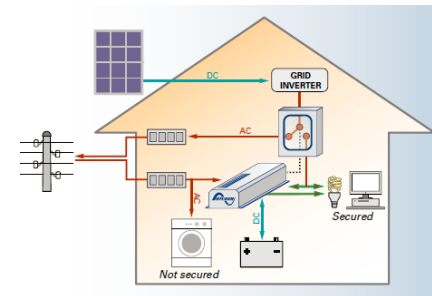 DC
GRID
INVERTER
AC
AC
DC
Secured
Not secured
+ -